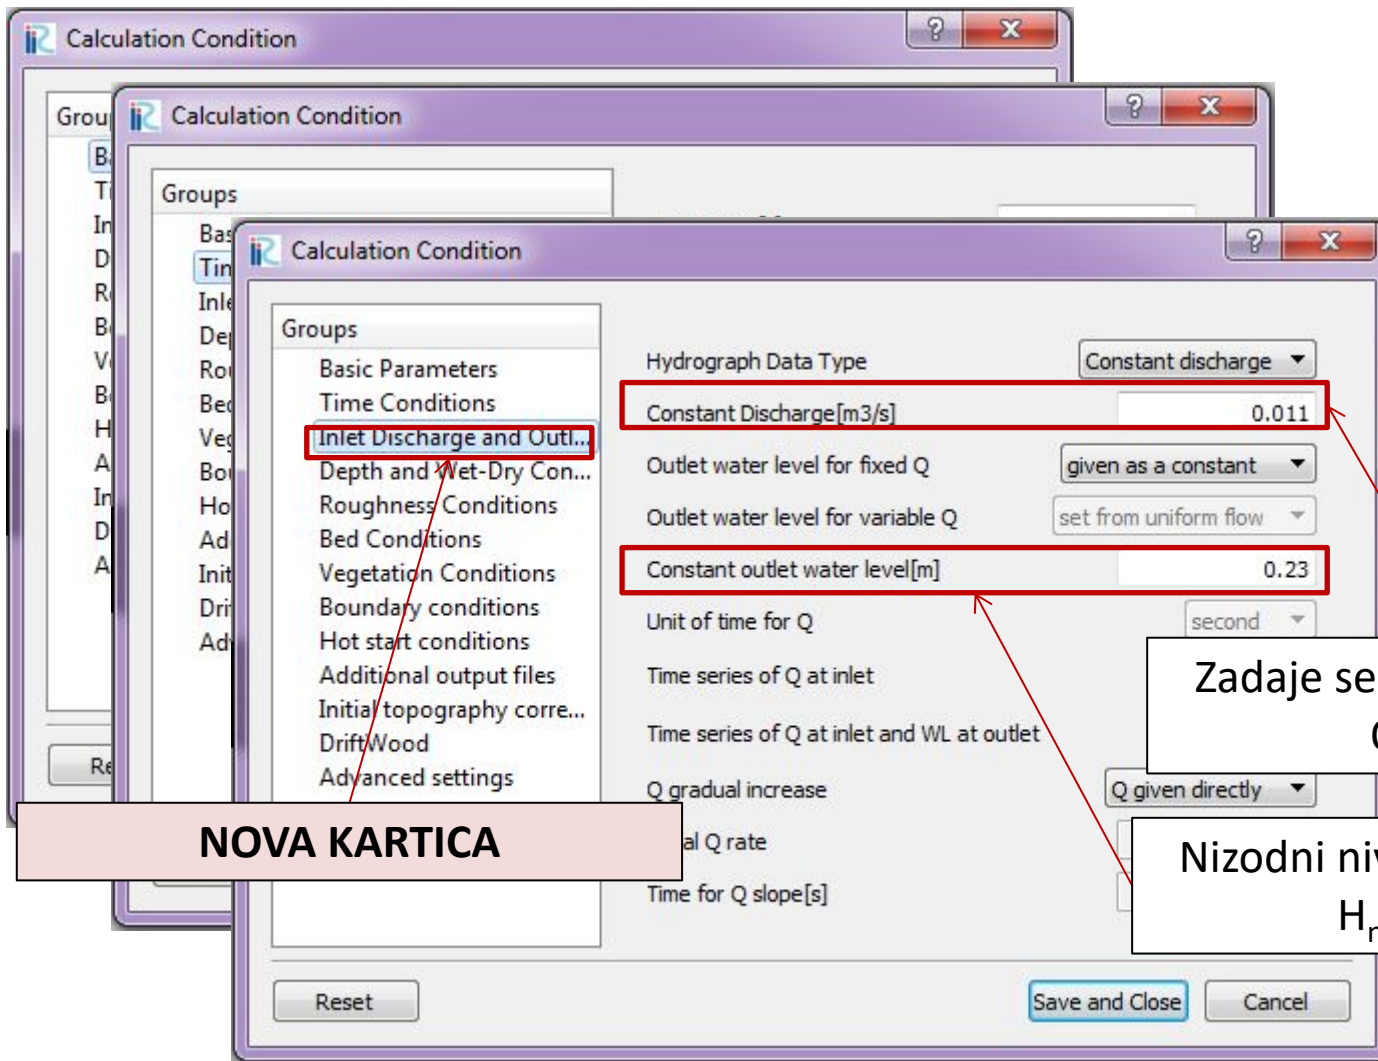 Calculation Condition
Calculation Condition
Groups
Calculation Condition
Groups
Basic Parameters
Time Conditions
Inlet Discharge and Outl...
Depth and Wet-Dry Con...
Roughness Conditions
Bed Conditions
Vegetation Conditions
Boundary conditions
Hot start conditions
Additional output files
Initial topography corre...
DriftWood
Advanced settings
Hydrograph Data Type
Constant discharge
Constant Discharge[m3/s]
0.011
Outlet water level for fixed Q
given as a constant
Outlet water level for variable Q
set from uniform flow
Constant outlet water level[m]
0.23
Unit of time for Q
second
Time series of Q at inlet
Time series of Q at inlet and WL at outlet
Q gradual increase
Q given directly
Q rate
Time for Q slope[s]
Zadaje se
NOVA KARTICA
Nizodni
Reset
Save and Close
Cancel